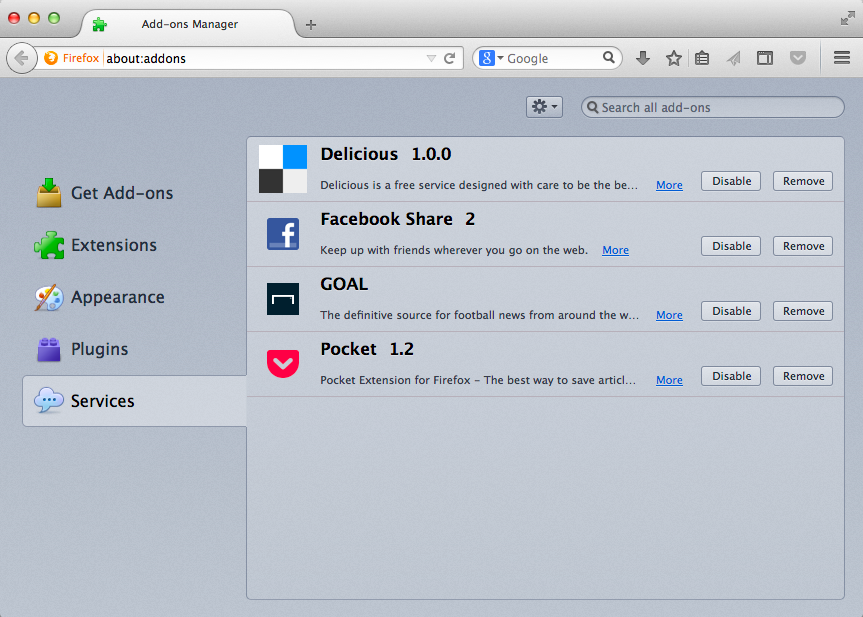 Add-ons Manager
Firefox about:addons
8 Google
Search all add-ons
Get Add-ons
Extensions
Appearance
Plugins
Services
Delicious 1.0.0
Delicious is a free service designed with care to be the be... More Disable Remove
Facebook Share 2
Keep up with friends wherever you go on the web. More Disable Remove
GOAL
The definitive source for football news from around the w... More Disable Remove
Pocket 1.2
Pocket Extension for Firefox - The best way to save articl... More Disable Remove